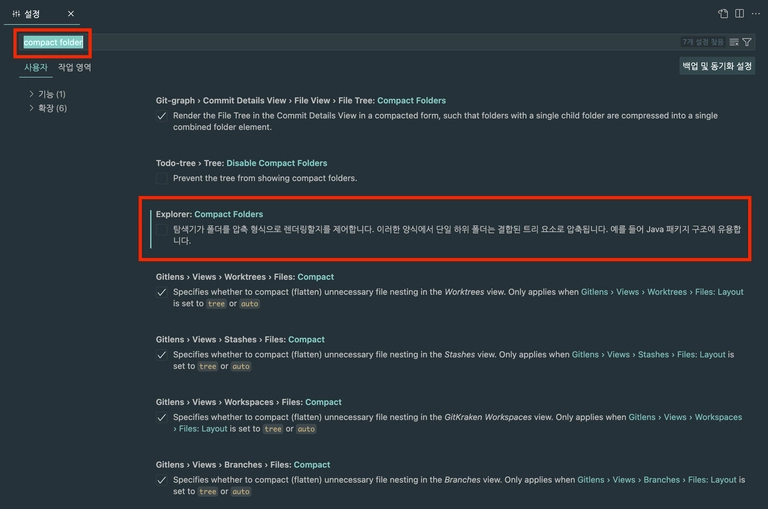 설정
compact folder
7개 설정 찾음
사용자 작업 영역
백업 및 동기화 설정
기능 (1)
확장 (6)
Git-graph › Commit Details View › File View › File Tree: Compact Folders
Render the File Tree in the Commit Details View in a compacted form, such that folders with a single child folder are compressed into a single
combined folder element.
Todo-tree › Tree: Disable Compact Folders
Prevent the tree from showing compact folders.
Explorer: Compact Folders
탐색기가 폴더를 압축 형식으로 렌더링할지를 제어합니다. 이러한 양식에서 단일 하위 폴더는 결합된 트리 요소로 압축됩니다. 예를 들어 Java 패키지 구조에 유용합
니다.
Gitlens › Views › Worktrees › Files: Compact
Specifies whether to compact (flatten) unnecessary file nesting in the Worktrees view. Only applies when Gitlens › Views › Worktrees › Files: Layout
is set to tree or auto
Gitlens › Views › Stashes › Files: Compact
Specifies whether to compact (flatten) unnecessary file nesting in the Stashes view. Only applies when Gitlens › Views › Stashes › Files: Layout is
set to tree or auto
Gitlens › Views › Workspaces › Files: Compact
Specifies whether to compact (flatten) unnecessary file nesting in the GitKraken Workspaces view. Only applies when Gitlens › Views › Workspaces
› Files: Layout is set to tree or auto
Gitlens › Views › Branches › Files: Compact
Specifies whether to compact (flatten) unnecessary file nesting in the Branches view. Only applies when Gitlens › Views › Branches › Files: Layout is
set to tree or auto